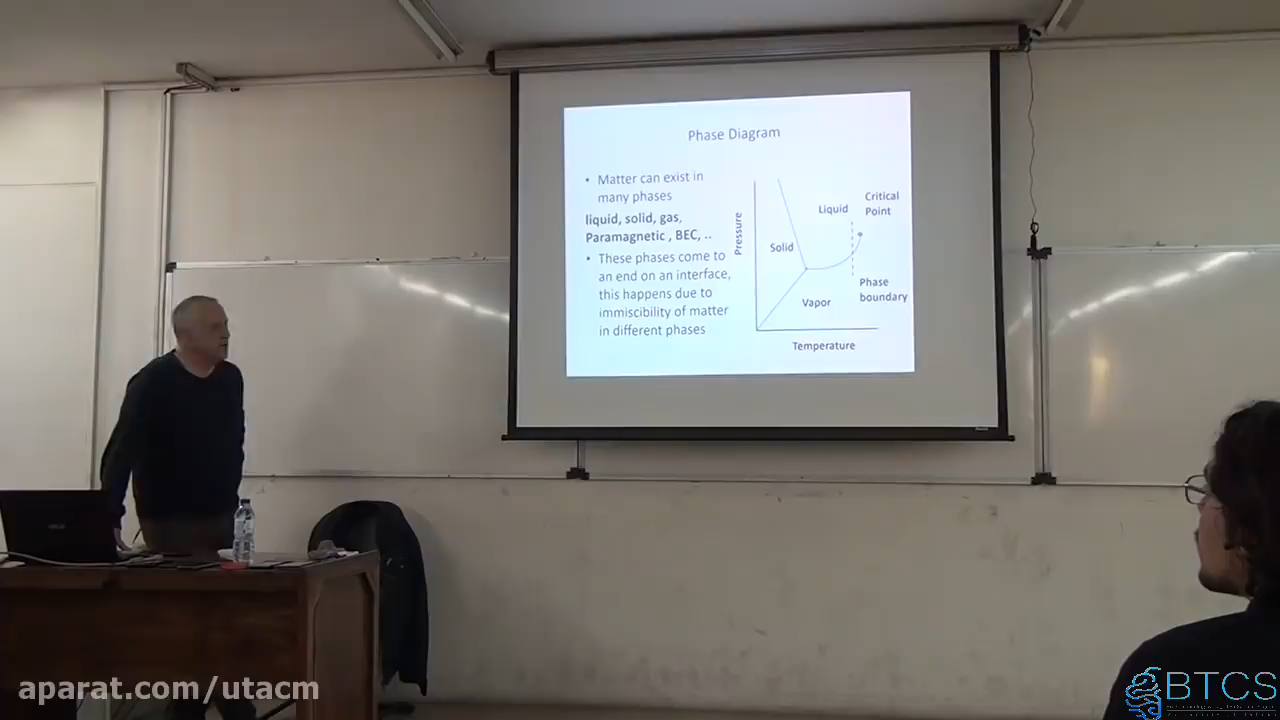 Phase Diagram
• Matter can exist in
many phases
liquid, solid, gas,
Paramagnetic , BEC, ..
• These phases come to
an end on an interface,
this happens due to
immiscibility of matter
in different phases
Pressure
Solid
Liquid
Critical
Point
Vapor
Phase
boundary
Temperature
aparat.com/utacm
BTCS